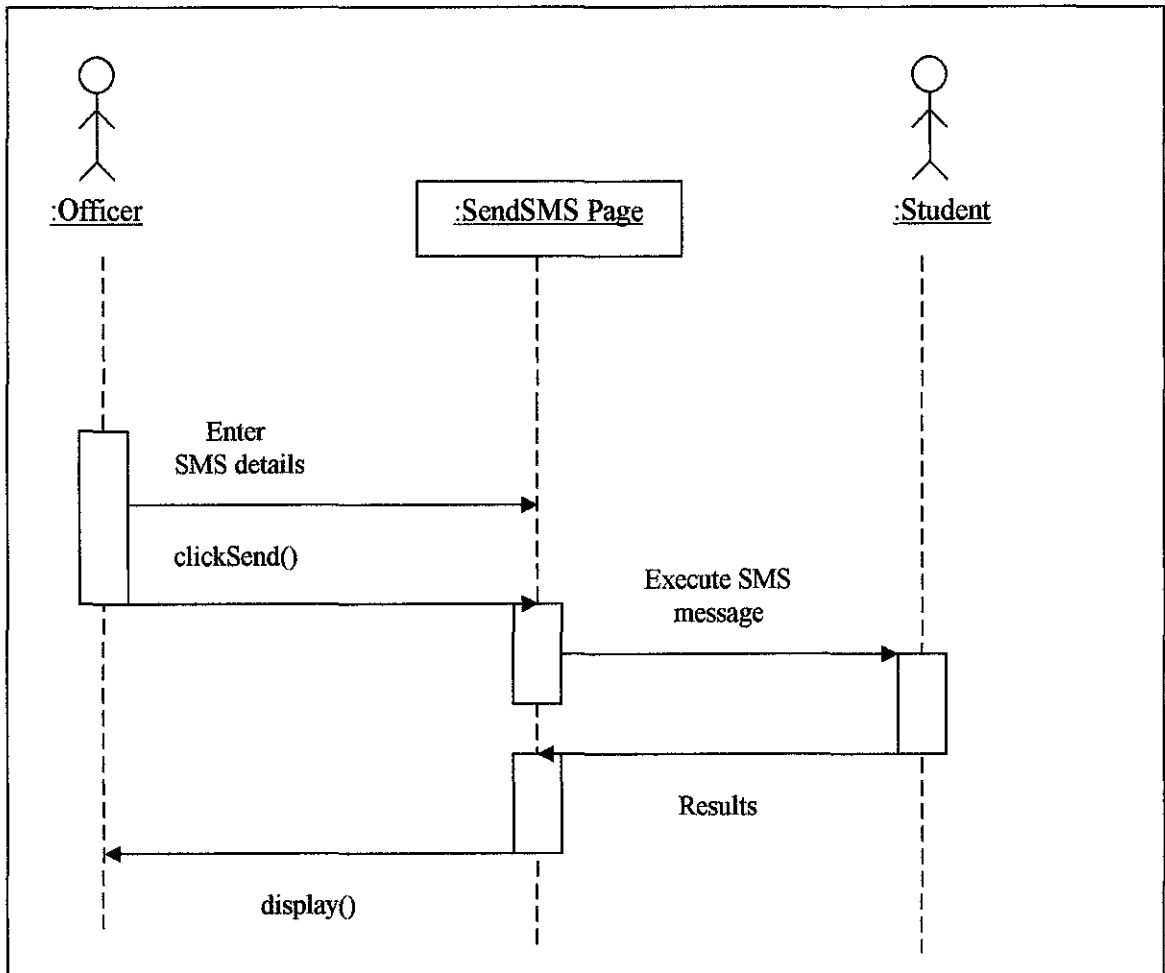 :Officer
:SendSMS Page
:Student
Enter
SMS details
clickSend()
Execute SMS
message
Results
display()